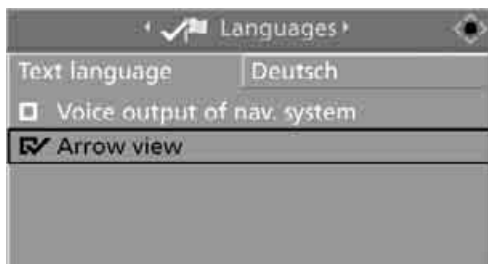 Languages
Text language Deutsch
Voice output of nav. system
Arrow view